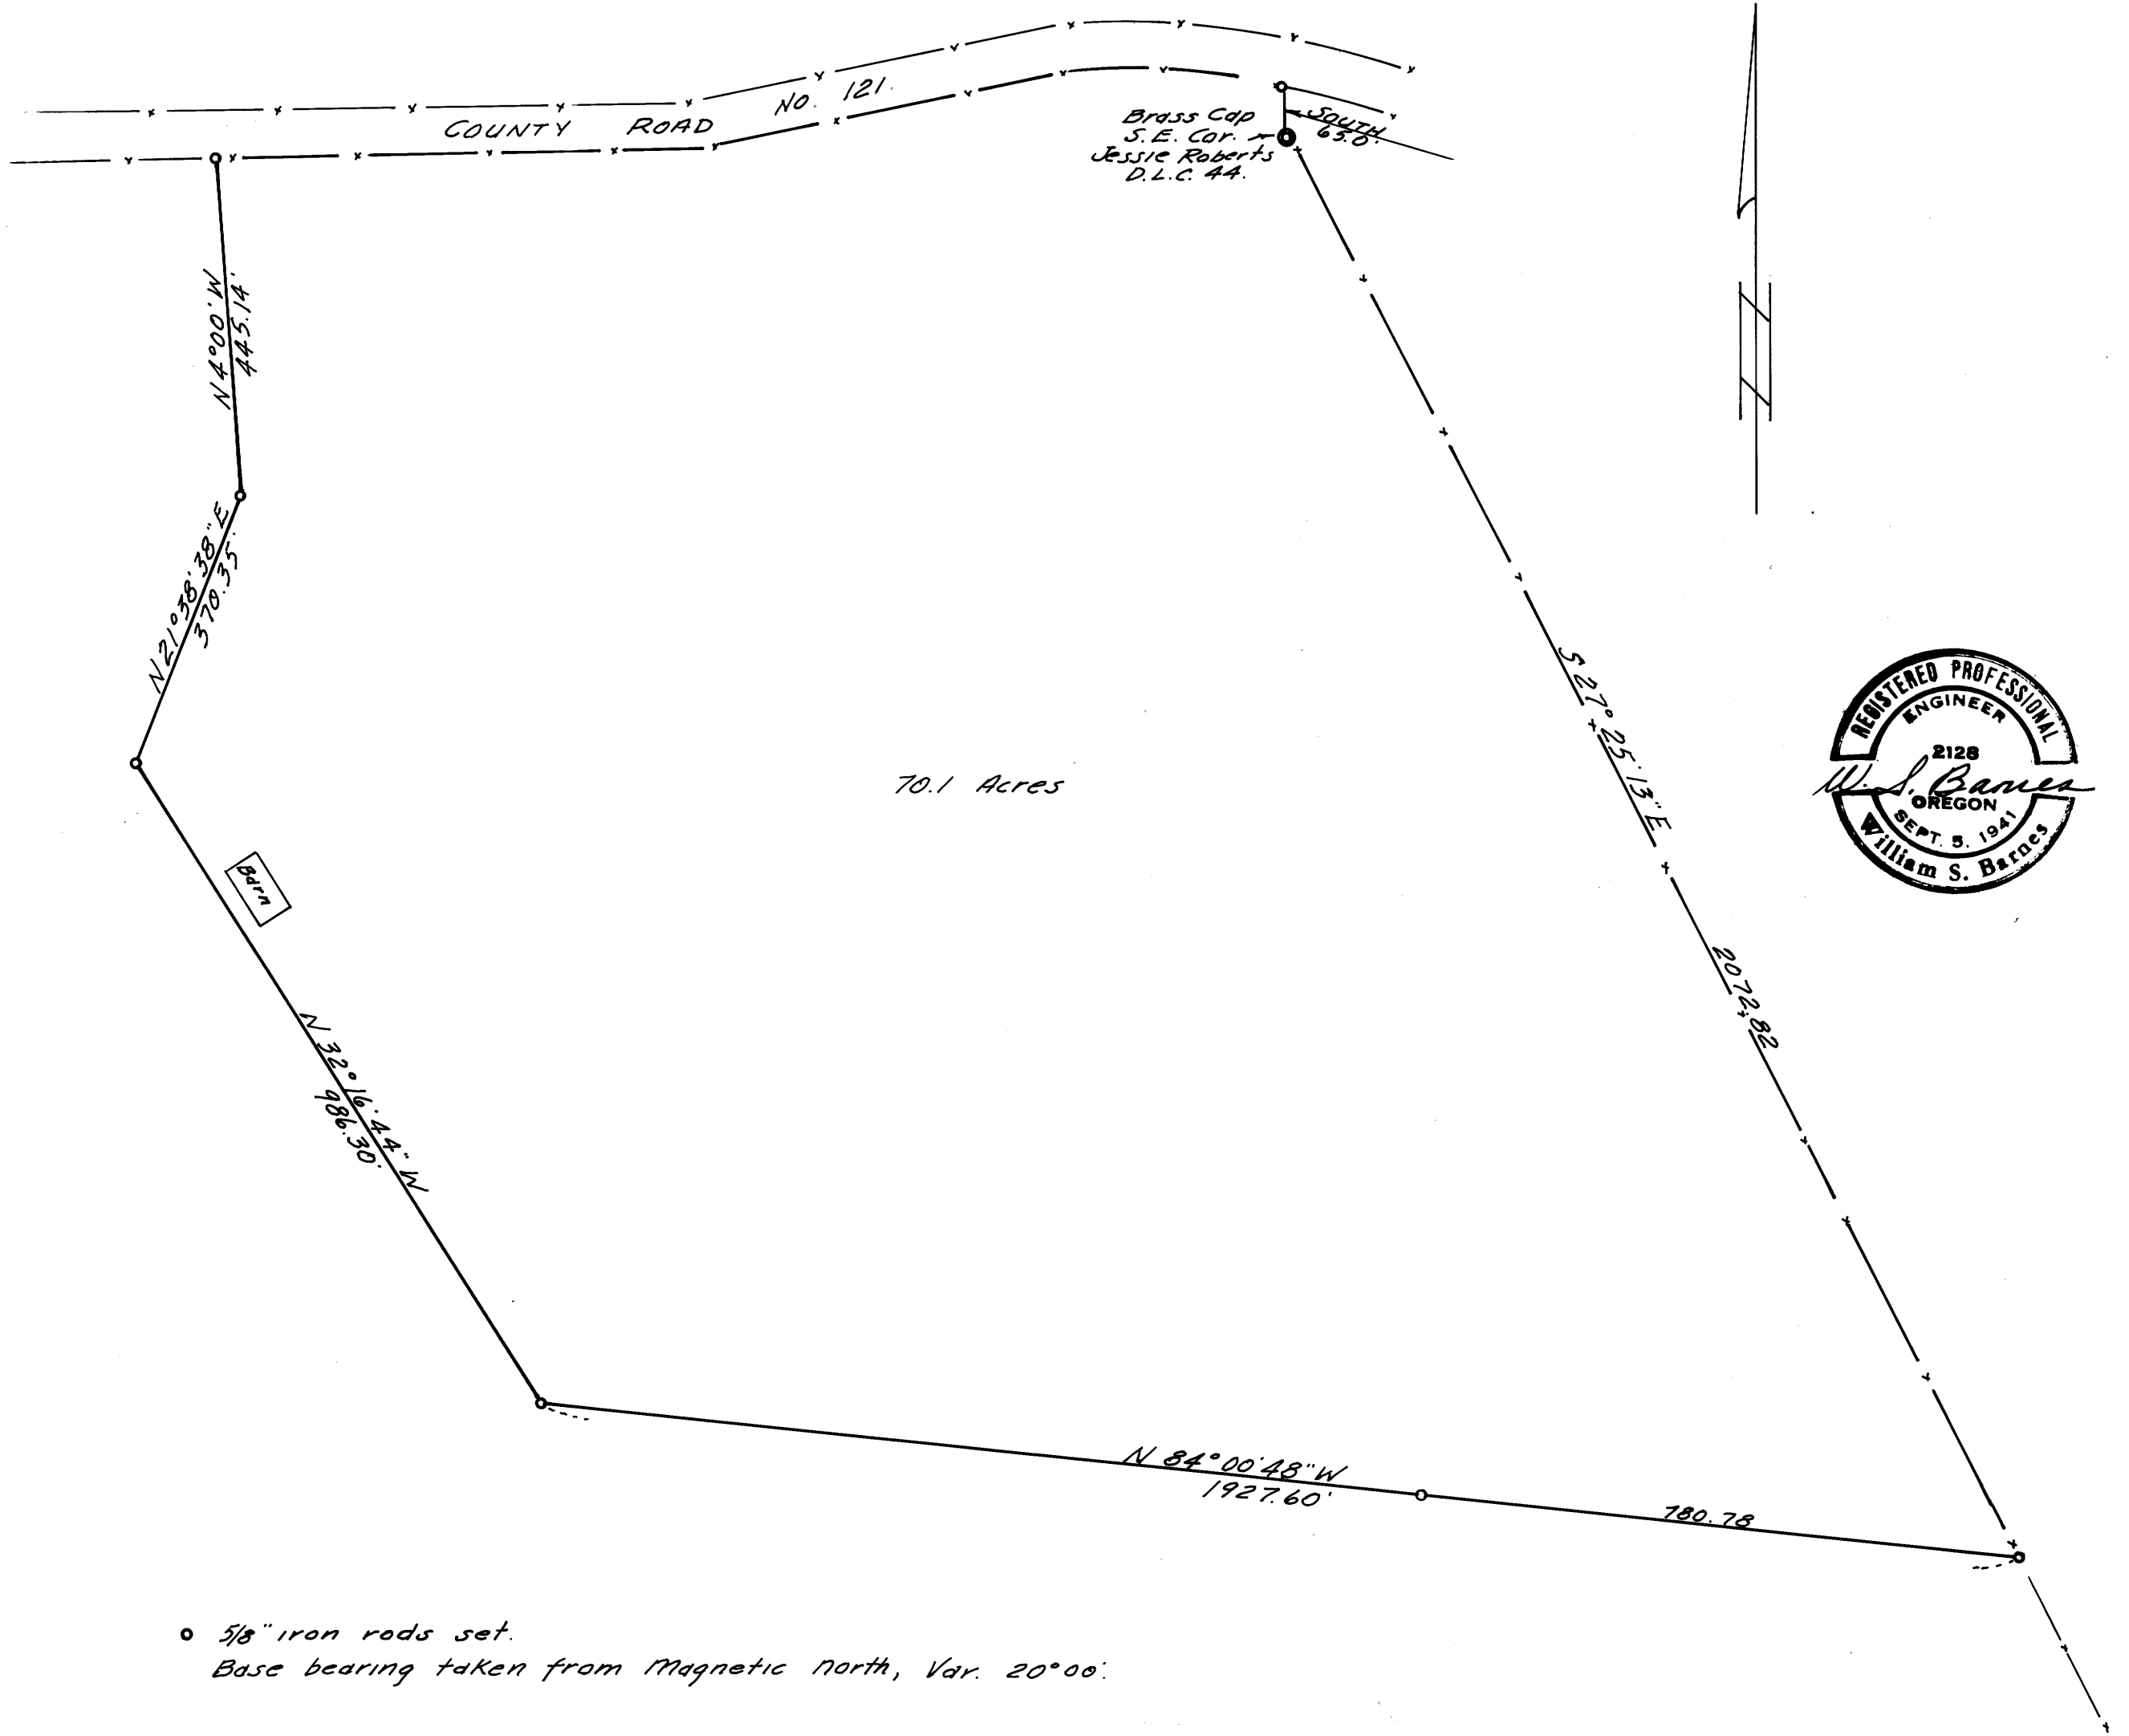 COUNTY ROAD NO. 121.
Brass Cap
S. E. Cor.
Jessie Roberts
D.L.C. 44.
SOUTH
65.0'
N 4°00' W
445.14'
N 21°38'38" E
370.35'
S 27°25'13" E
2072.82
70.1 Acres
REGISTERED PROFESSIONAL
ENGINEER
2128
W. S. Barnes
OREGON
SEPT. 5, 1941
William S. Barnes
Barn
N 32°16'44" W
986.30'
N 84°00'48" W
1927.60'
780.78
5/8" iron rods set.
Base bearing taken from Magnetic north, Var. 20°00'.